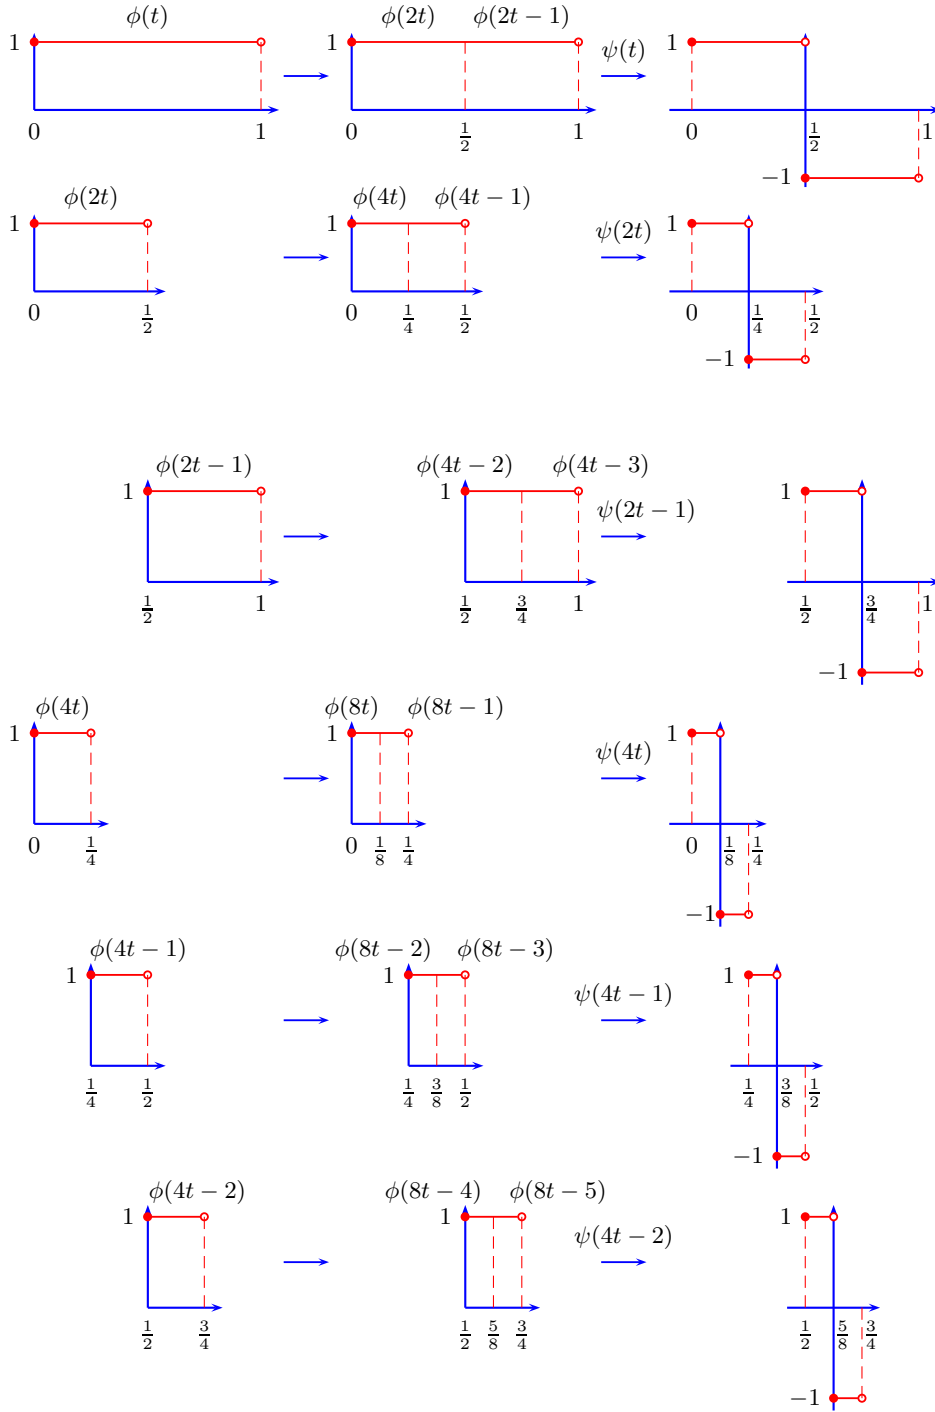 ϕ(t) ϕ(2t) ϕ(2t − 1)
1 1 ψ(t) 1
0 1 0 1/2 1 1/2 1
−1
ϕ(2t) ϕ(4t) ϕ(4t − 1)
1 1 ψ(2t) 1
0 1/2 0 1/4 1/2 0 1/4 1/2
−1
ϕ(2t − 1) ϕ(4t − 2) ϕ(4t − 3)
1 1 ψ(2t − 1) 1
1/2 1 1/2 3/4 1 1/2 3/4 1
−1
ϕ(4t) ϕ(8t) ϕ(8t − 1)
1 1 ψ(4t) 1
0 1/4 0 1/8 1/4 0 1/8 1/4
−1
ϕ(4t − 1) ϕ(8t − 2) ϕ(8t − 3)
1 1 ψ(4t − 1) 1
1/4 1/2 1/4 3/8 1/2 1/4 3/8 1/2
−1
ϕ(4t − 2) ϕ(8t − 4) ϕ(8t − 5)
1 1 ψ(4t − 2) 1
1/2 3/4 1/2 5/8 3/4 1/2 5/8 3/4
−1